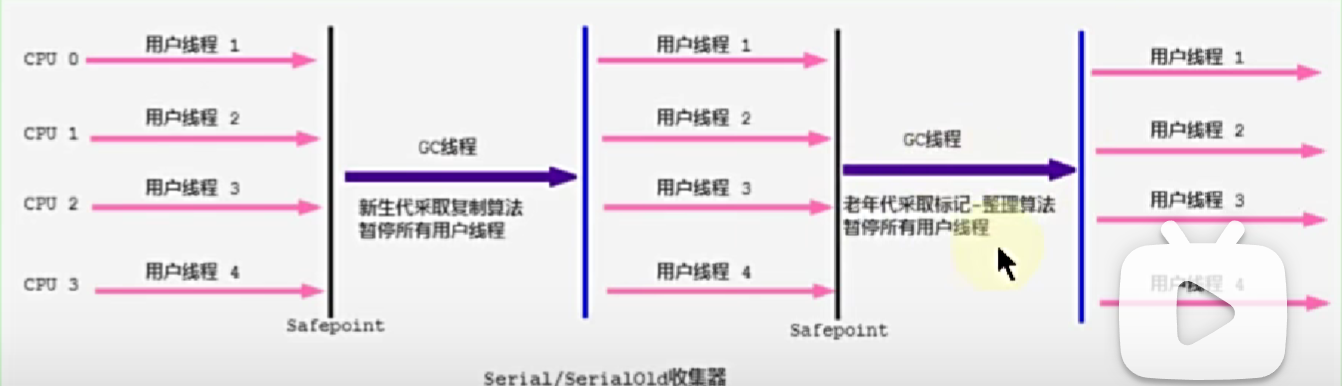 CPU 0
用户线程 1
用户线程 1
用户线程 1
CPU 1
用户线程 2
用户线程 2
用户线程 2
GC线程
GC线程
CPU 2
用户线程 3
用户线程 3
用户线程 3
新生代采取复制算法
暂停所有用户线程
老年代采取标记-整理算法
暂停所有用户线程
CPU 3
用户线程 4
用户线程 4
用户线程 4
Safepoint
Safepoint
Serial/SerialOld收集器